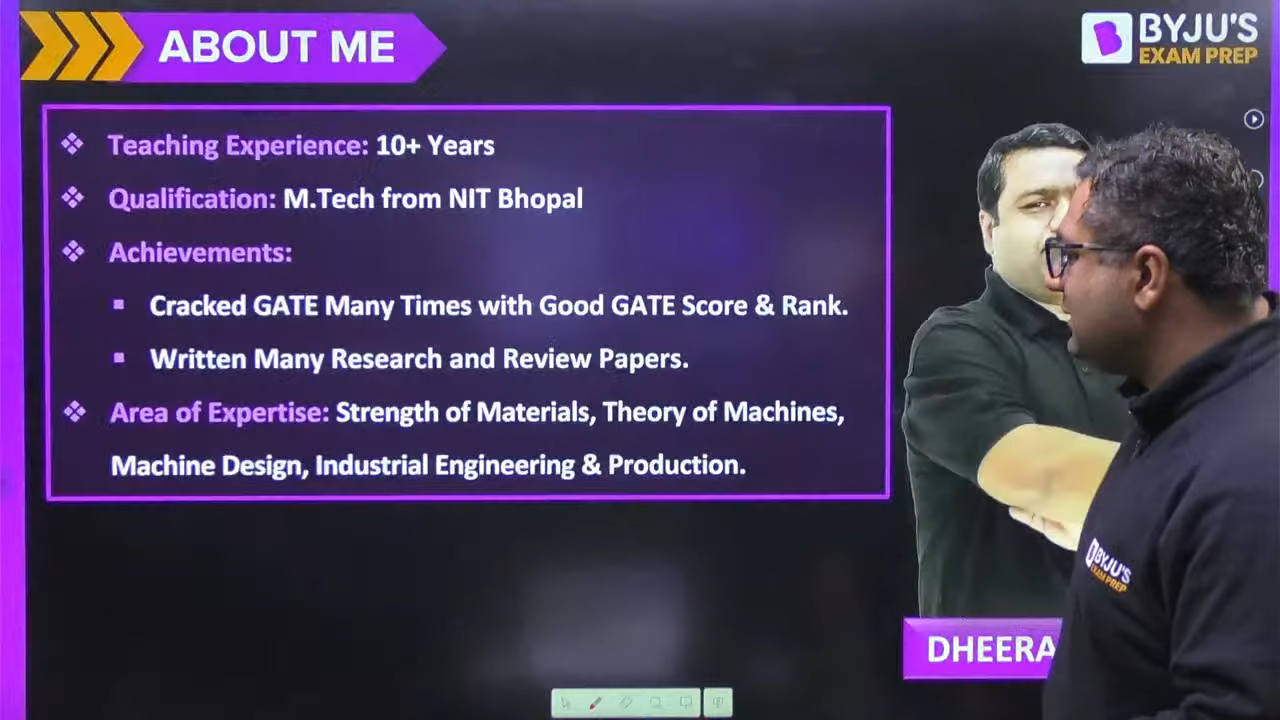 ABOUT ME
BYJU'S
EXAM PREP
Teaching Experience: 10+ Years
Qualification: M.Tech from NIT Bhopal
Achievements:
Cracked GATE Many Times with Good GATE Score & Rank.
Written Many Research and Review Papers.
Area of Expertise: Strength of Materials, Theory of Machines,
Machine Design, Industrial Engineering & Production.
BYJU'S
EXAM PREP
DHEERA